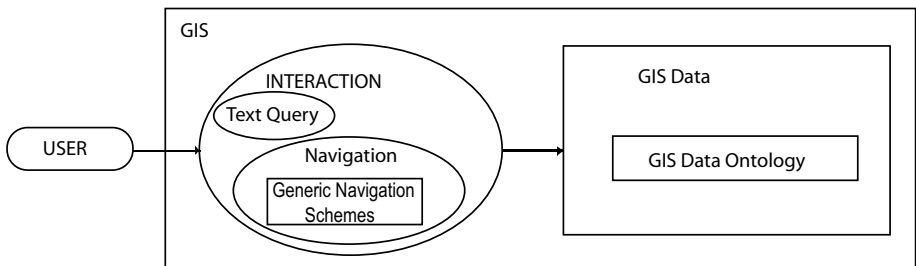 GIS
INTERACTION
Text Query
Navigation
Generic Navigation
Schemes
USER
GIS Data
GIS Data Ontology